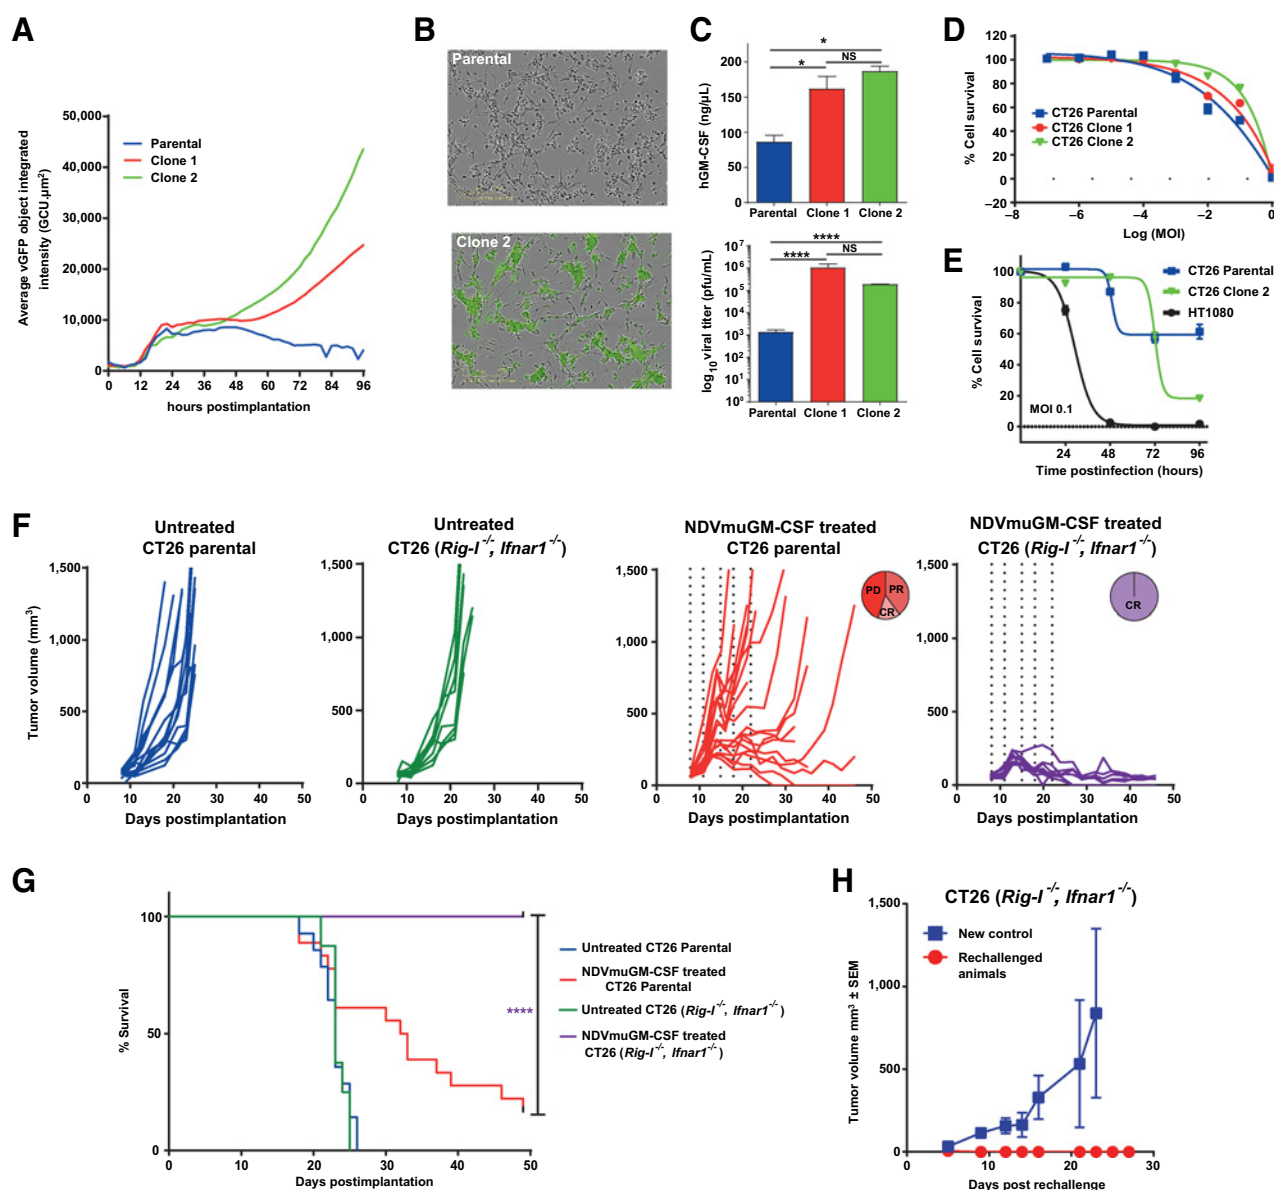 A
Average vGFP object integrated
intensity (GCU.µm²)
50,000
40,000
30,000
20,000
10,000
0
Parental
Clone 1
Clone 2
0 12 24 36 48 60 72 84 96
hours postimplantation
B
Parental
Clone 2
C
hGM-CSF (ng/µL)
200
150
100
50
0
*
*
NS
Parental Clone 1 Clone 2
log10 viral titer (pfu/mL)
10⁷
10⁶
10⁵
10⁴
10³
10²
10¹
10⁰
****
****
NS
Parental Clone 1 Clone 2
D
% Cell survival
120
100
80
60
40
20
0
–20
CT26 Parental
CT26 Clone 1
CT26 Clone 2
–8 –6 –4 –2 0
Log (MOI)
E
% Cell survival
100
80
60
40
20
0
CT26 Parental
CT26 Clone 2
HT1080
MOI 0.1
24 48 72 96
Time postinfection (hours)
F
Untreated
CT26 parental
Tumor volume (mm³)
1,500
1,000
500
0
0 10 20 30 40 50
Days postimplantation
Untreated
CT26 (Rig-I -/-, Ifnar1 -/-)
1,500
1,000
500
0
0 10 20 30 40 50
Days postimplantation
NDVmuGM-CSF treated
CT26 parental
1,500
1,000
500
0
PD PR
CR
0 10 20 30 40 50
Days postimplantation
NDVmuGM-CSF treated
CT26 (Rig-I -/-, Ifnar1 -/-)
1,500
1,000
500
0
CR
0 10 20 30 40 50
Days postimplantation
G
% Survival
100
50
0
0 10 20 30 40 50
Days postimplantation
****
Untreated CT26 Parental
NDVmuGM-CSF treated
CT26 Parental
Untreated CT26 (Rig-I -/-, Ifnar1 -/-)
NDVmuGM-CSF treated
CT26 (Rig-I -/-, Ifnar1 -/-)
H
CT26 (Rig-I -/-, Ifnar1 -/-)
Tumor volume mm³ ± SEM
1,500
1,000
500
0
New control
Rechallenged
animals
0 10 20 30
Days post rechallenge